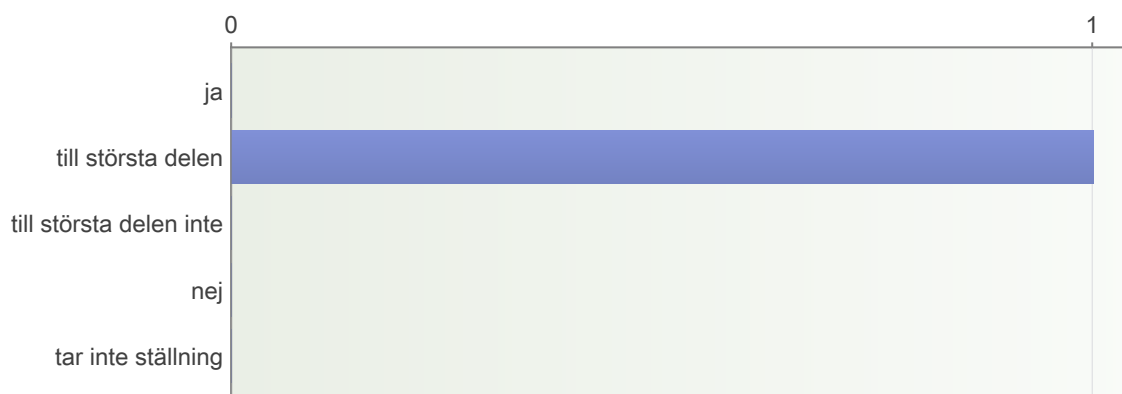 0 1
ja
till största delen
till största delen inte
nej
tar inte ställning